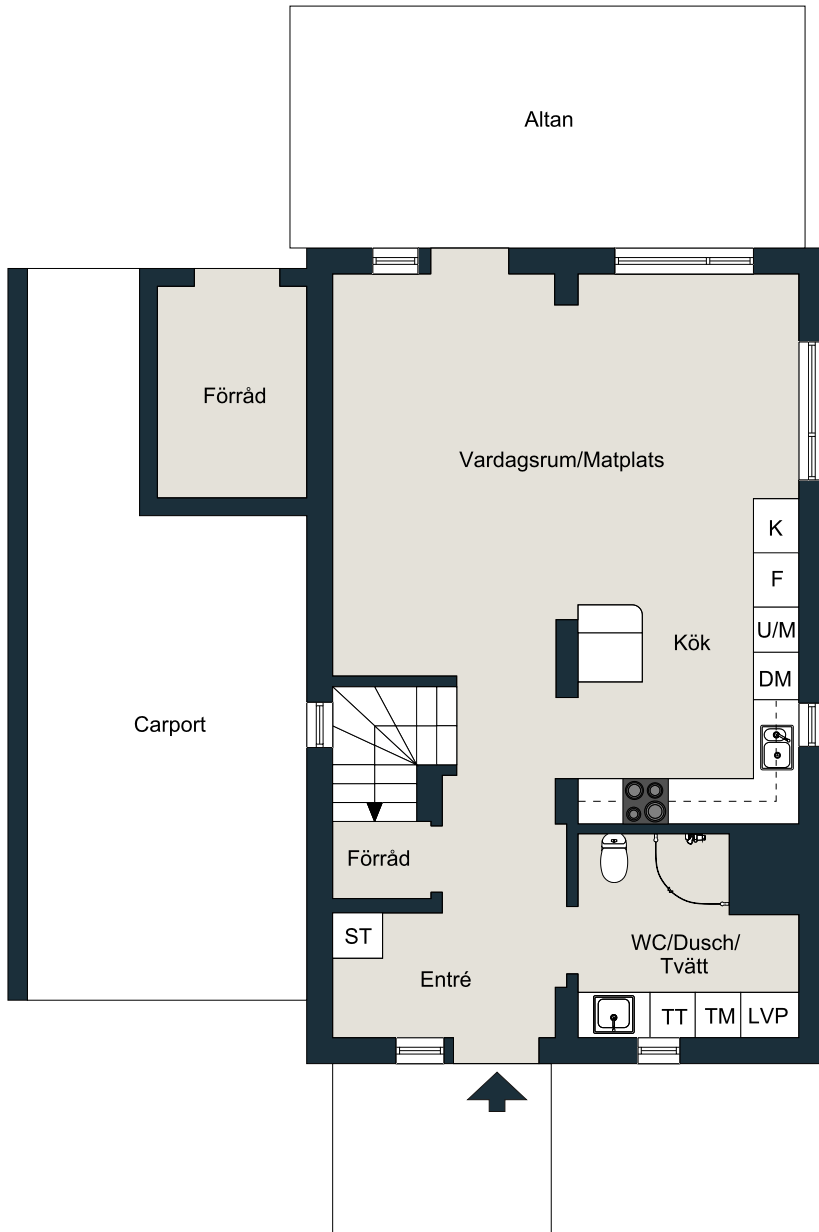 Altan
Förråd
Vardagsrum/Matplats
K
F
U/M
Kök
DM
Carport
Förråd
ST
WC/Dusch/
Tvätt
Entré
TT
TM
LVP